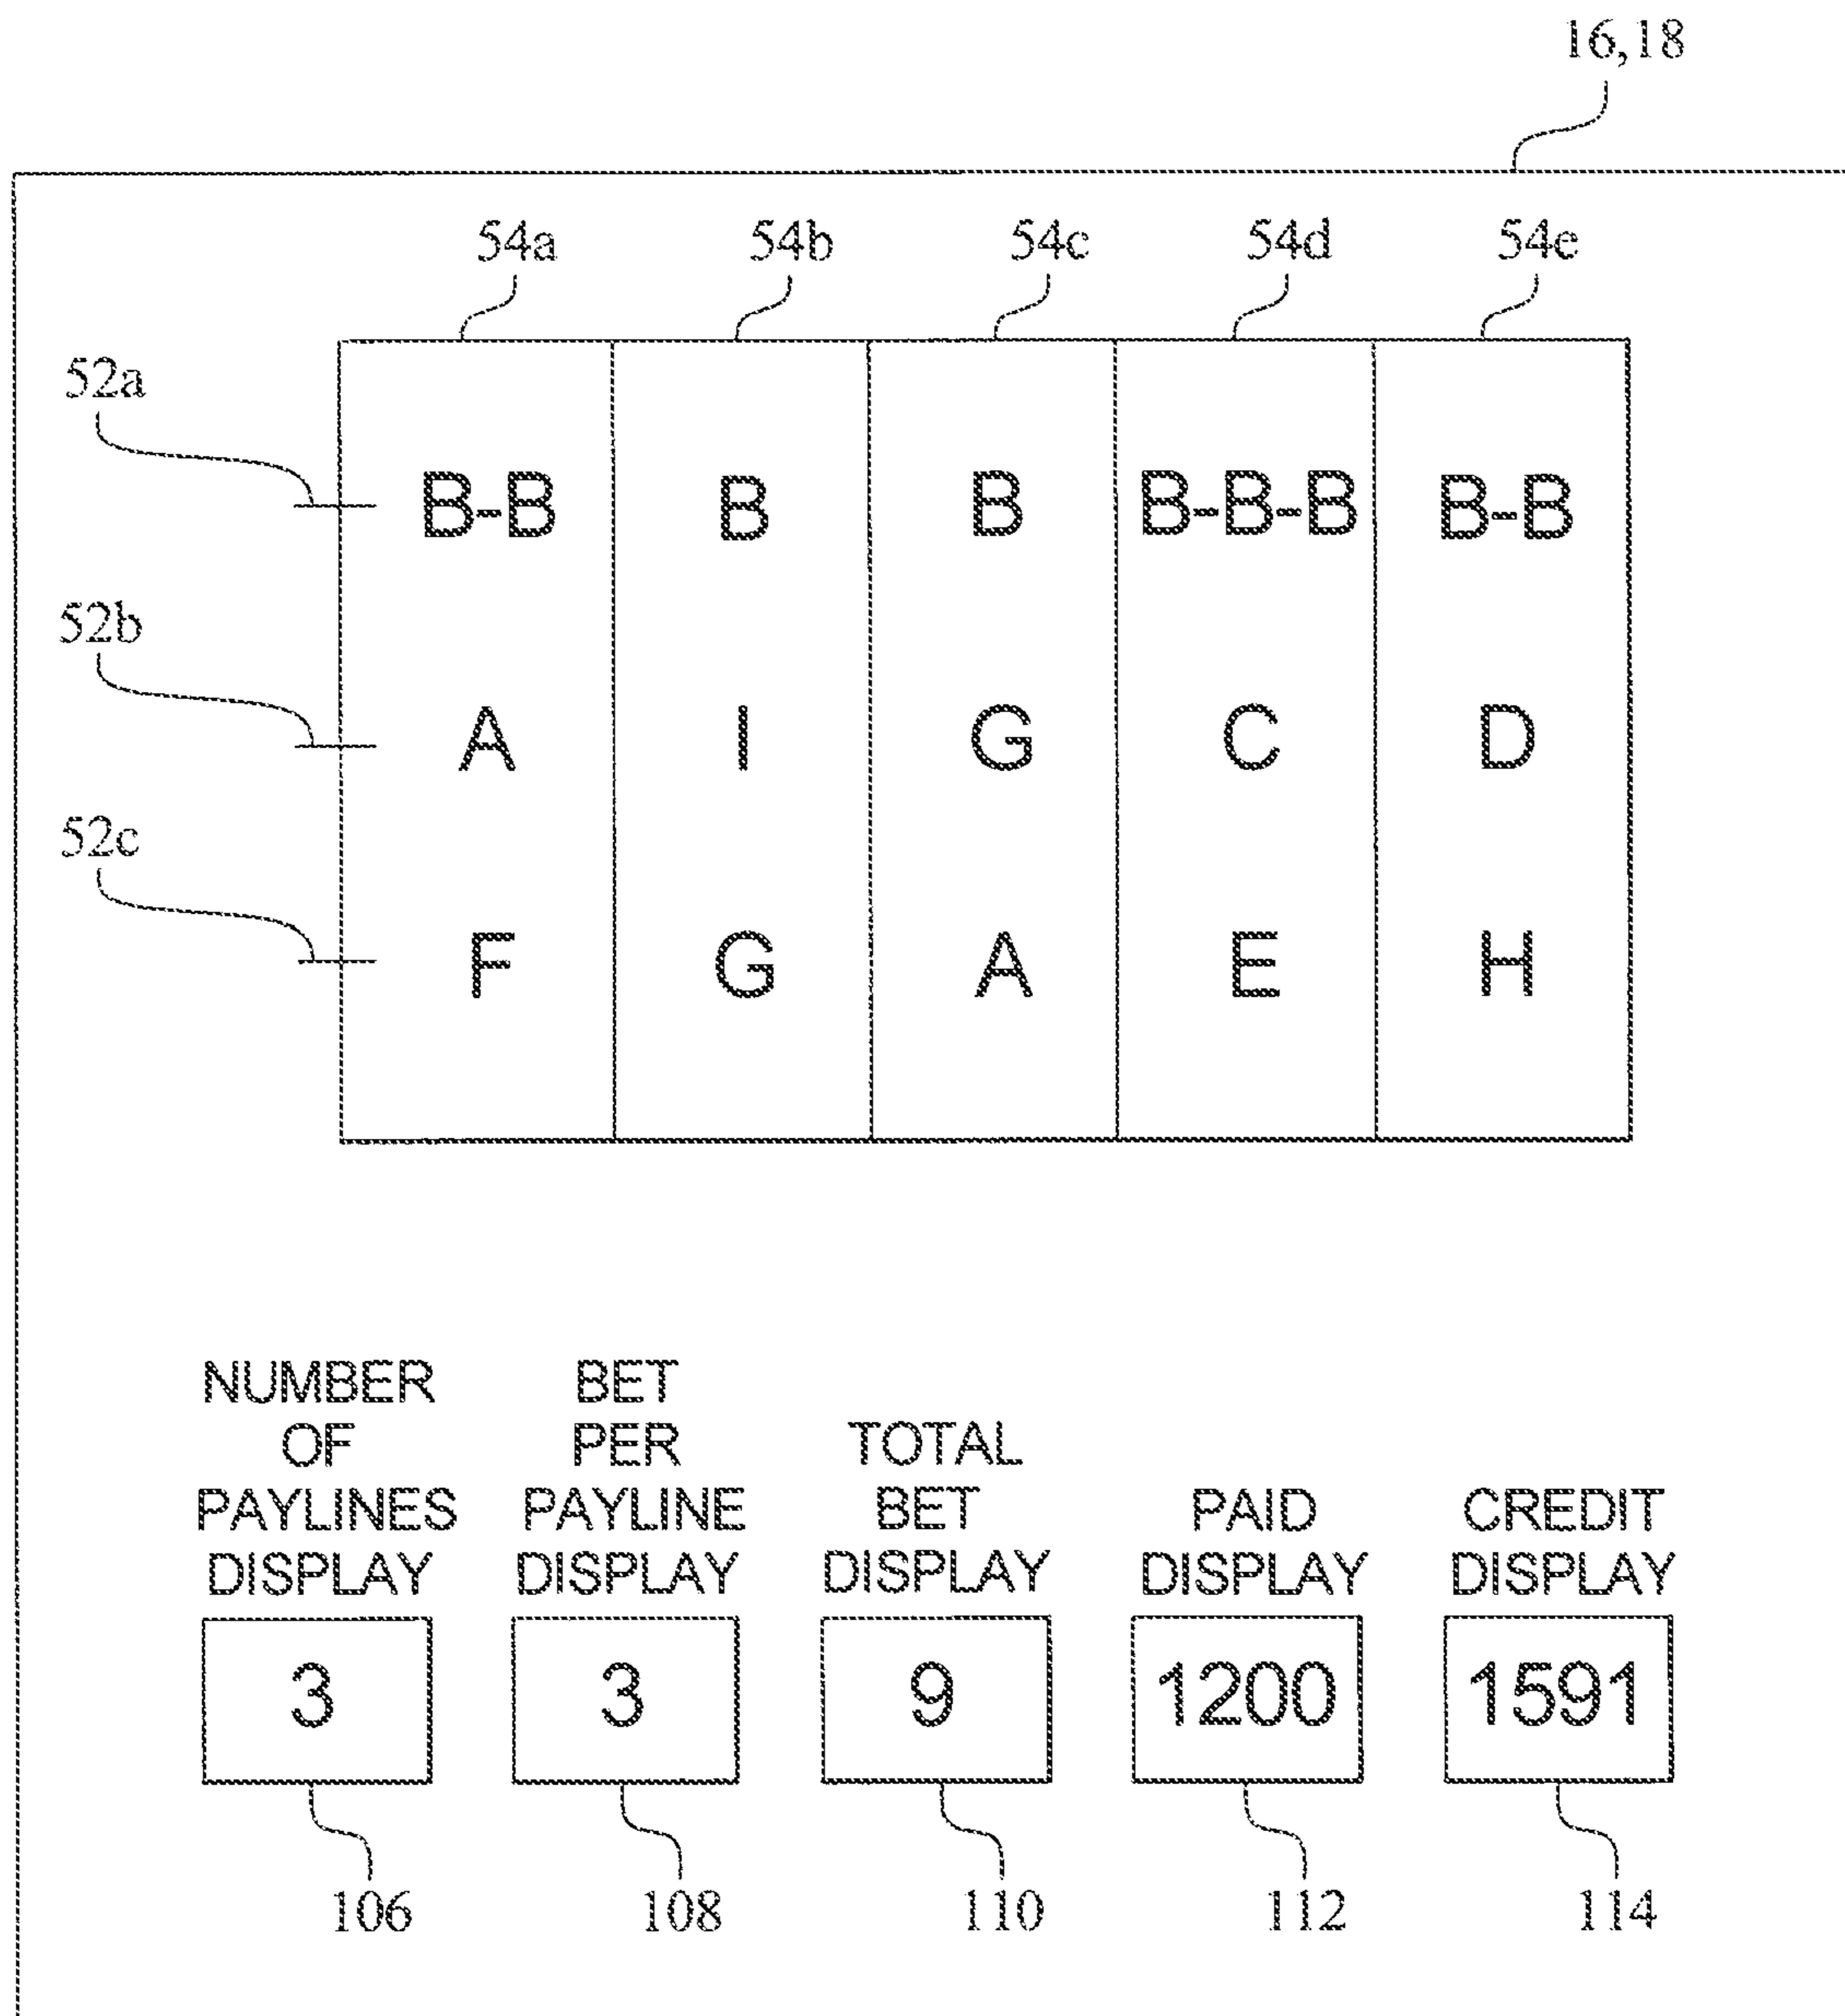 16,18
54a 54b 54c 54d 54e
52a
B-B B B B-B-B B-B
52b
A I G C D
52c
F G A E H
NUMBER BET
OF PER TOTAL
PAYLINES PAYLINE BET PAID CREDIT
DISPLAY DISPLAY DISPLAY DISPLAY DISPLAY
3 3 9 1200 1591
106 108 110 112 114